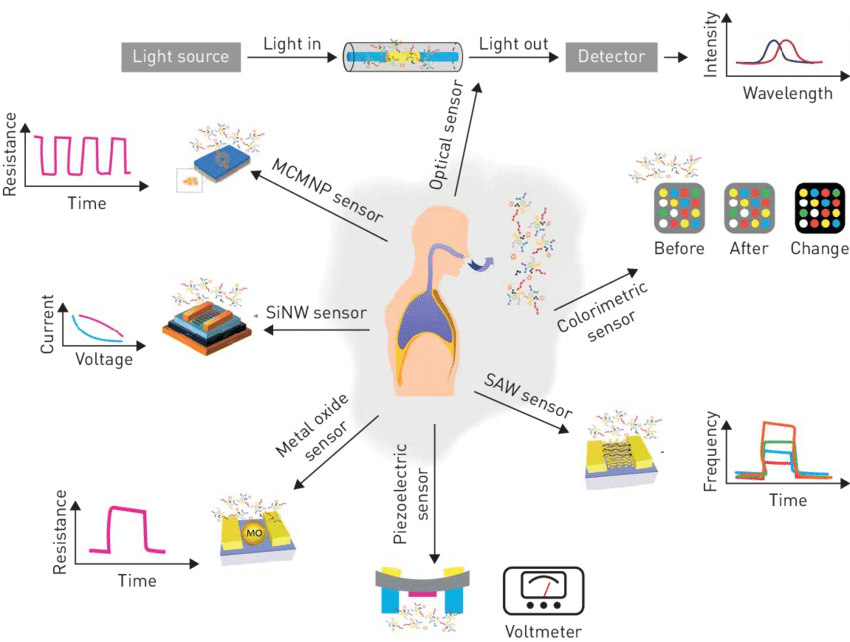 Light source
Light in
Light out
Detector
Intensity
Wavelength
Optical sensor
Resistance
Time
MCMNP sensor
Before
After
Change
Colorimetric
sensor
Current
Voltage
SiNW sensor
SAW sensor
Frequency
Time
Metal oxide
sensor
Resistance
Time
MO
Piezoelectric
sensor
Voltmeter